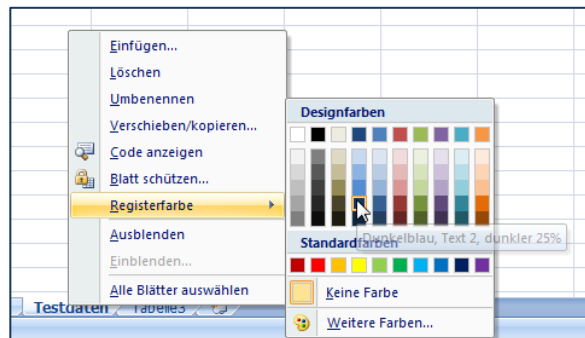 Einfügen...
Löschen
Umbenennen
Verschieben/kopieren...
Code anzeigen
Blatt schützen...
Registerfarbe
Ausblenden
Einblenden...
Alle Blätter auswählen
Designfarben
Dunkelblau, Text 2, dunkler 25%
Standardfarben
Keine Farbe
Weitere Farben...
Testdaten Tabelle3